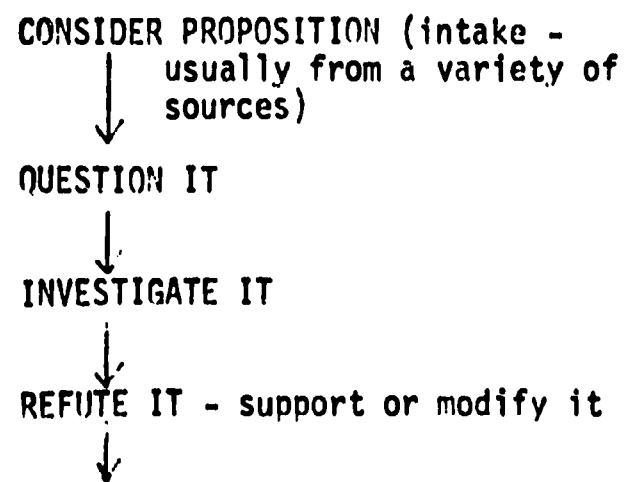 CONSIDER PROPOSITION (intake -
usually from a variety of
sources)
QUESTION IT
INVESTIGATE IT
REFUTE IT - support or modify it